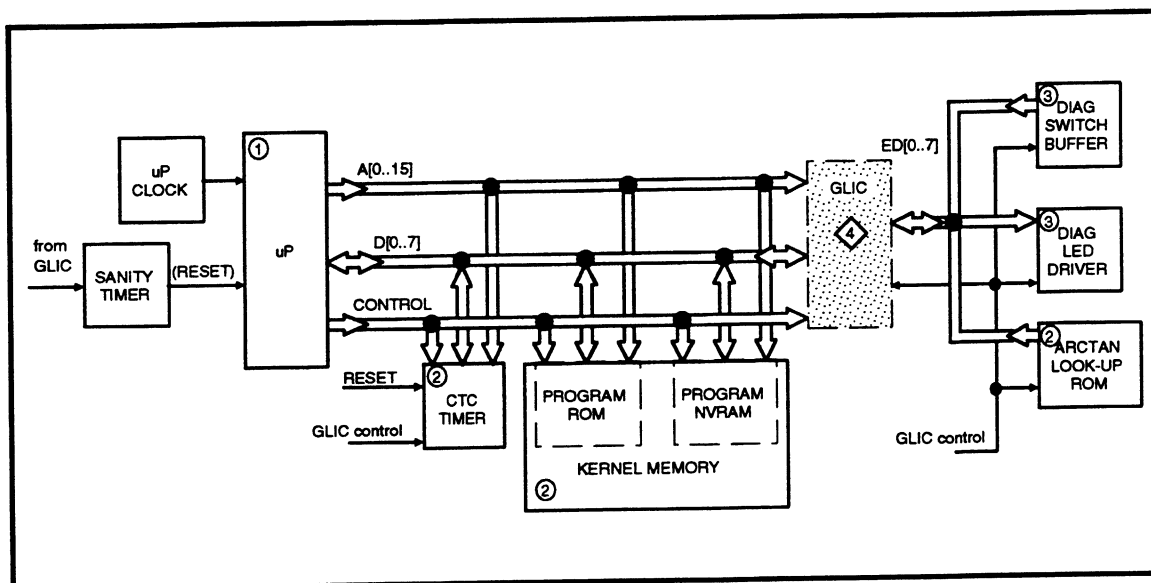 uP
CLOCK
from
GLIC
SANITY
TIMER
(RESET)
1
uP
A[0..15]
D[0..7]
CONTROL
RESET
GLIC control
2
CTC
TIMER
PROGRAM
ROM
PROGRAM
NVRAM
KERNEL MEMORY
2
GLIC
4
ED[0..7]
3
DIAG
SWITCH
BUFFER
3
DIAG
LED
DRIVER
2
ARCTAN
LOOK-UP
ROM
GLIC control